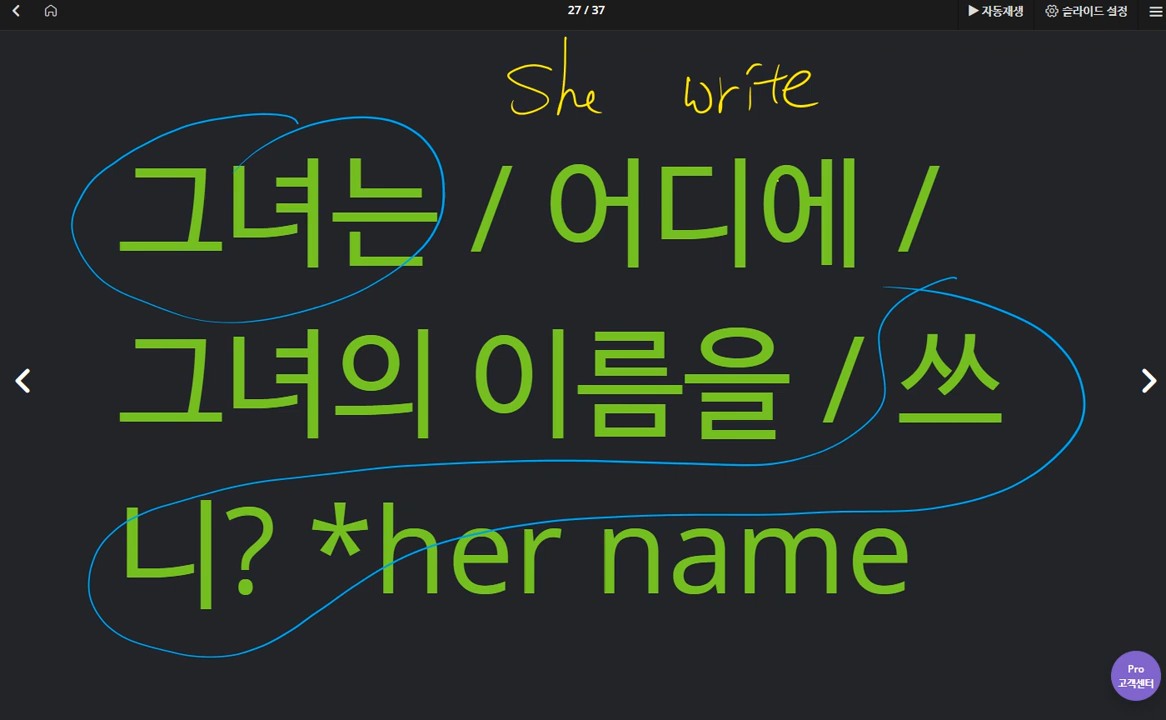 27 / 37
자동재생
슬라이드 설정
She write
그녀는 / 어디에 /
그녀의 이름을 / 쓰
니? *her name
Pro
고객센터